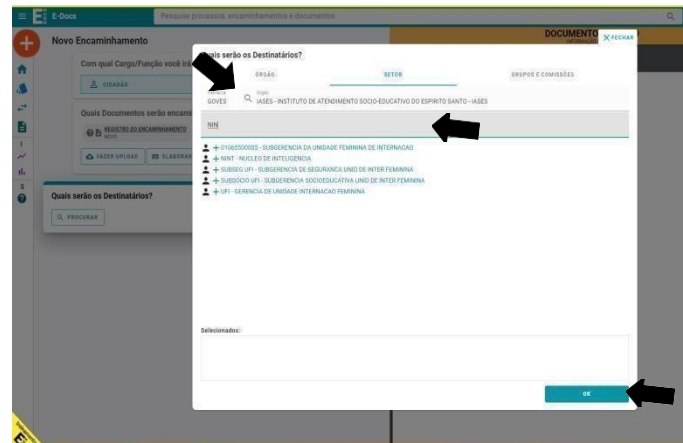 E-Docs
Pesquise processos, encaminhamentos e documentos
Novo Encaminhamento
DOCUMENTO
FECHAR
Com qual Cargo/Função você irá
CIDADÃO
Quais Documentos serão encami
REGISTRO DO ENCAMINHAMENTO
NOVO
FAZER UPLOAD
ELABORAR
Quais serão os Destinatários?
PROCURAR
Quais serão os Destinatários?
ÓRGÃO
SETOR
GRUPOS E COMISSÕES
GOVES
Órgão
IASES - INSTITUTO DE ATENDIMENTO SOCIO-EDUCATIVO DO ESPIRITO SANTO - IASES
NIN
01065500005 - SUBGERENCIA DA UNIDADE FEMININA DE INTERNACAO
NINT - NUCLEO DE INTELIGENCIA
SUBSEG UFI - SUBGERENCIA DE SEGURANCA UNID DE INTER FEMININA
SUBSOCIO UFI - SUBGERENCIA SOCIOEDUCATIVA UNID DE INTER FEMININA
UFI - GERENCIA DE UNIDADE INTERNACAO FEMININA
Selecionados:
OK